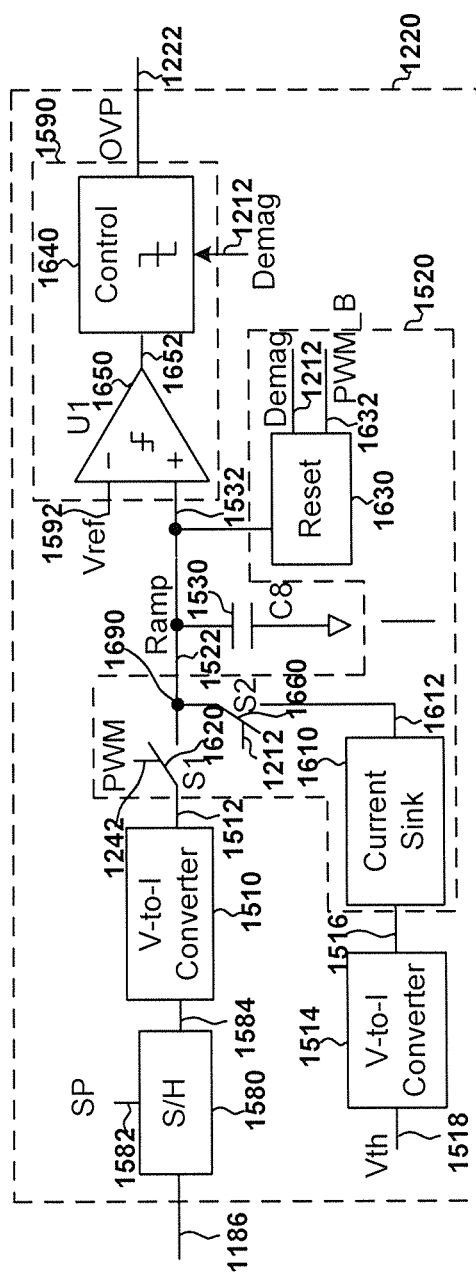 1186
SP
1582
S/H
1580
1584
V-to-I
Converter
1510
1512
1242
PWM
S1
1620
1690
Ramp
1522
1530
C8
S2
1660
1212
1518
Vth
1514
V-to-I
Converter
1516
Current
Sink
1610
1612
1592
Vref
U1
1650
1652
1532
Control
1640
1590
OVP
1222
1212
Demag
Reset
1630
Demag
1212
PWM_B
1632
1520
1220